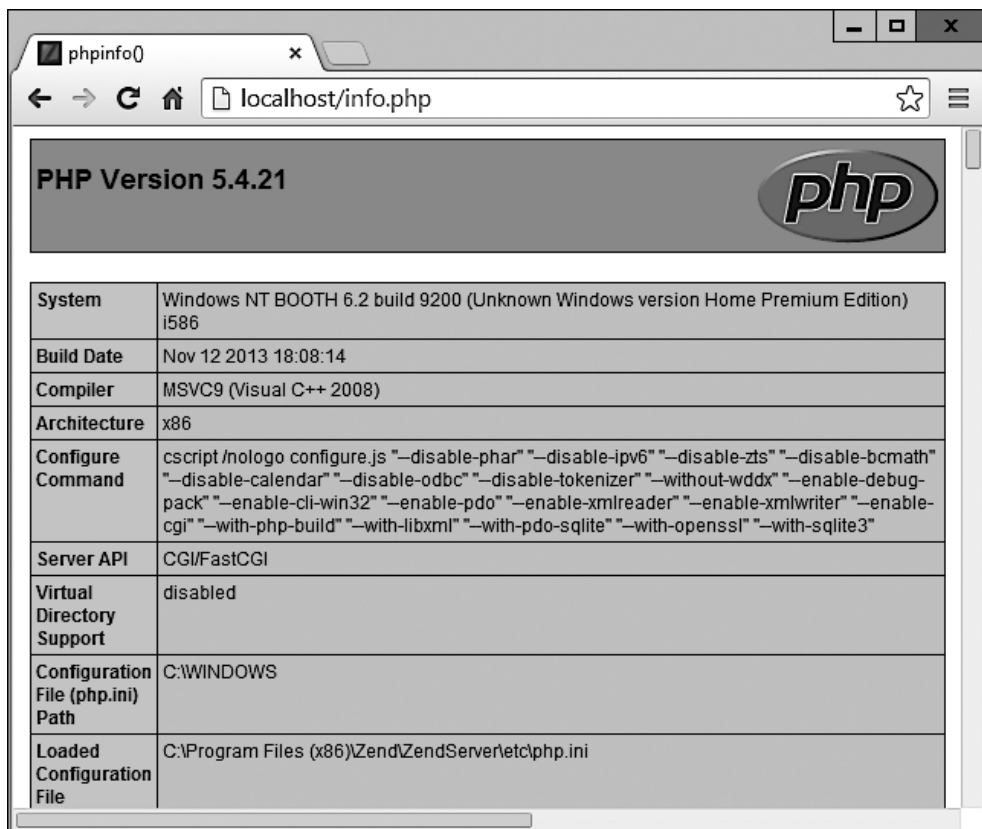 phpinfo()
localhost/info.php
PHP Version 5.4.21
php
System
Windows NT BOOTH 6.2 build 9200 (Unknown Windows version Home Premium Edition)
i586
Build Date
Nov 12 2013 18:08:14
Compiler
MSVC9 (Visual C++ 2008)
Architecture
x86
Configure
Command
cscript /nologo configure.js "--disable-phar" "--disable-ipv6" "--disable-zts" "--disable-bcmath"
"--disable-calendar" "--disable-odbc" "--disable-tokenizer" "--without-wddx" "--enable-debug-
pack" "--enable-cli-win32" "--enable-pdo" "--enable-xmlreader" "--enable-xmlwriter" "--enable-
cgi" "--with-php-build" "--with-libxml" "--with-pdo-sqlite" "--with-openssl" "--with-sqlite3"
Server API
CGI/FastCGI
Virtual
Directory
Support
disabled
Configuration
File (php.ini)
Path
C:\WINDOWS
Loaded
Configuration
File
C:\Program Files (x86)\Zend\ZendServer\etc\php.ini